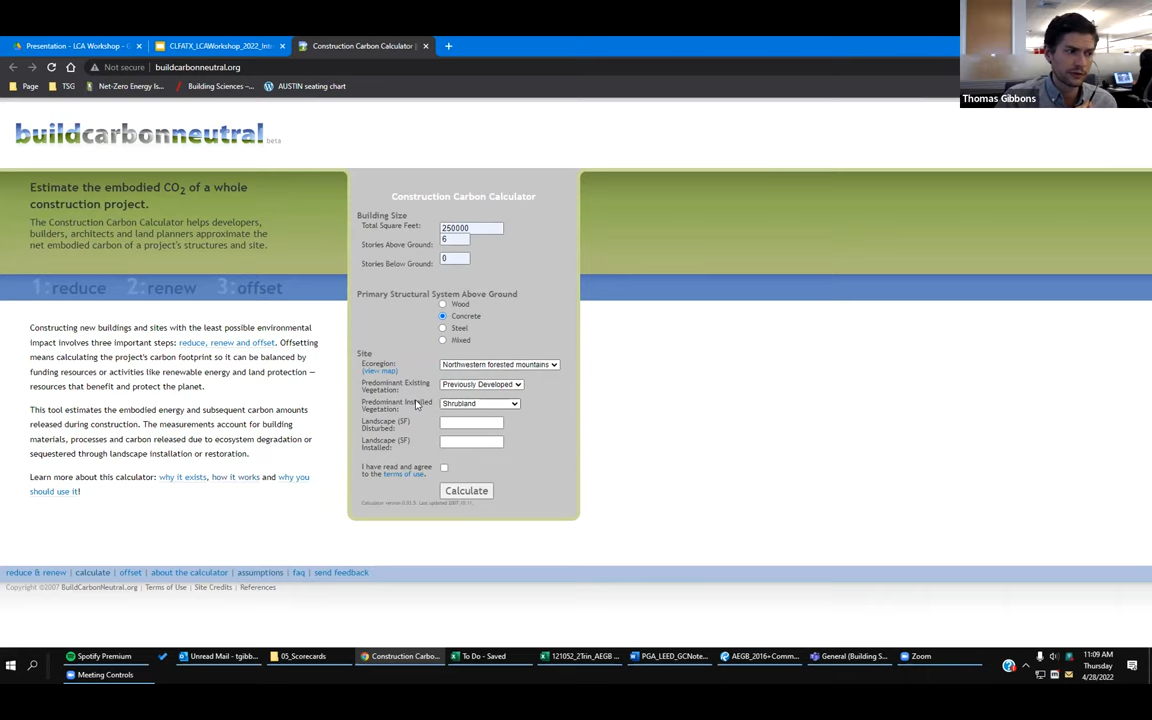 Presentation - LCA Workshop - G
CLFATX_LCAWorkshop_2022_Intr
Construction Carbon Calculator |
Not secure
buildcarbonneutral.org
Page
TSG
Net-Zero Energy Is...
Building Sciences -...
AUSTIN seating chart
Thomas Gibbons
buildcarbonneutral beta
Estimate the embodied CO2 of a whole
construction project.
The Construction Carbon Calculator helps developers,
builders, architects and land planners approximate the
net embodied carbon of a project's structures and site.
1:reduce 2:renew 3:offset
Constructing new buildings and sites with the least possible environmental
impact involves three important steps: reduce, renew and offset. Offsetting
means calculating the project's carbon footprint so it can be balanced by
funding resources or activities like renewable energy and land protection —
resources that benefit and protect the planet.
This tool estimates the embodied energy and subsequent carbon amounts
released during construction. The measurements account for building
materials, processes and carbon released due to ecosystem degradation or
sequestered through landscape installation or restoration.
Learn more about this calculator: why it exists, how it works and why you
should use it!
Construction Carbon Calculator
Building Size
Total Square Feet: 250000
Stories Above Ground: 6
Stories Below Ground: 0
Primary Structural System Above Ground
Wood
Concrete
Steel
Mixed
Site
Ecoregion: Northwestern forested mountains
(view map)
Predominant Existing Previously Developed
Vegetation:
Predominant Installed Shrubland
Vegetation:
Landscape (SF)
Disturbed:
Landscape (SF)
Installed:
I have read and agree
to the terms of use.
Calculate
reduce & renew | calculate | offset | about the calculator | assumptions | faq | send feedback
Copyright ©2007 BuildCarbonNeutral.org | Terms of Use | Site Credits | References
Spotify Premium
Unread Mail - tgibb...
05_Scorecards
Construction Carbo...
To Do - Saved
121052_2Trin_AEGB ...
PGA_LEED_GCNote...
AEGB_2016+Comm...
General (Building S...
Zoom
Meeting Controls
11:09 AM
Thursday
4/28/2022